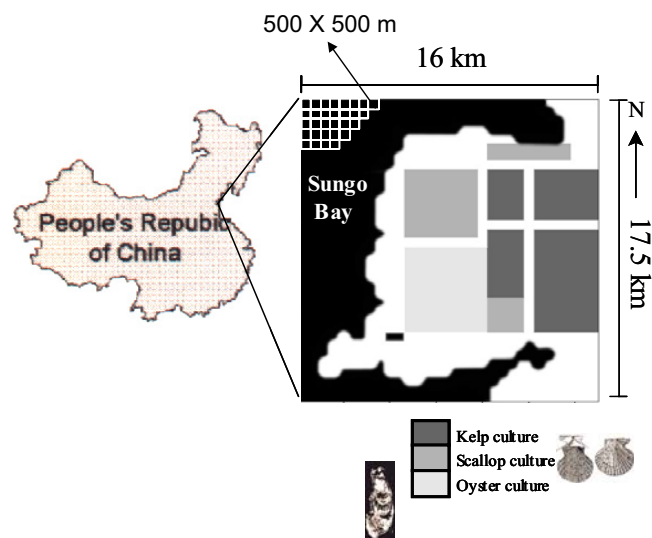 500 X 500 m
16 km
N
People's Republic
of China
Sungo
Bay
17.5 km
Kelp culture
Scallop culture
Oyster culture